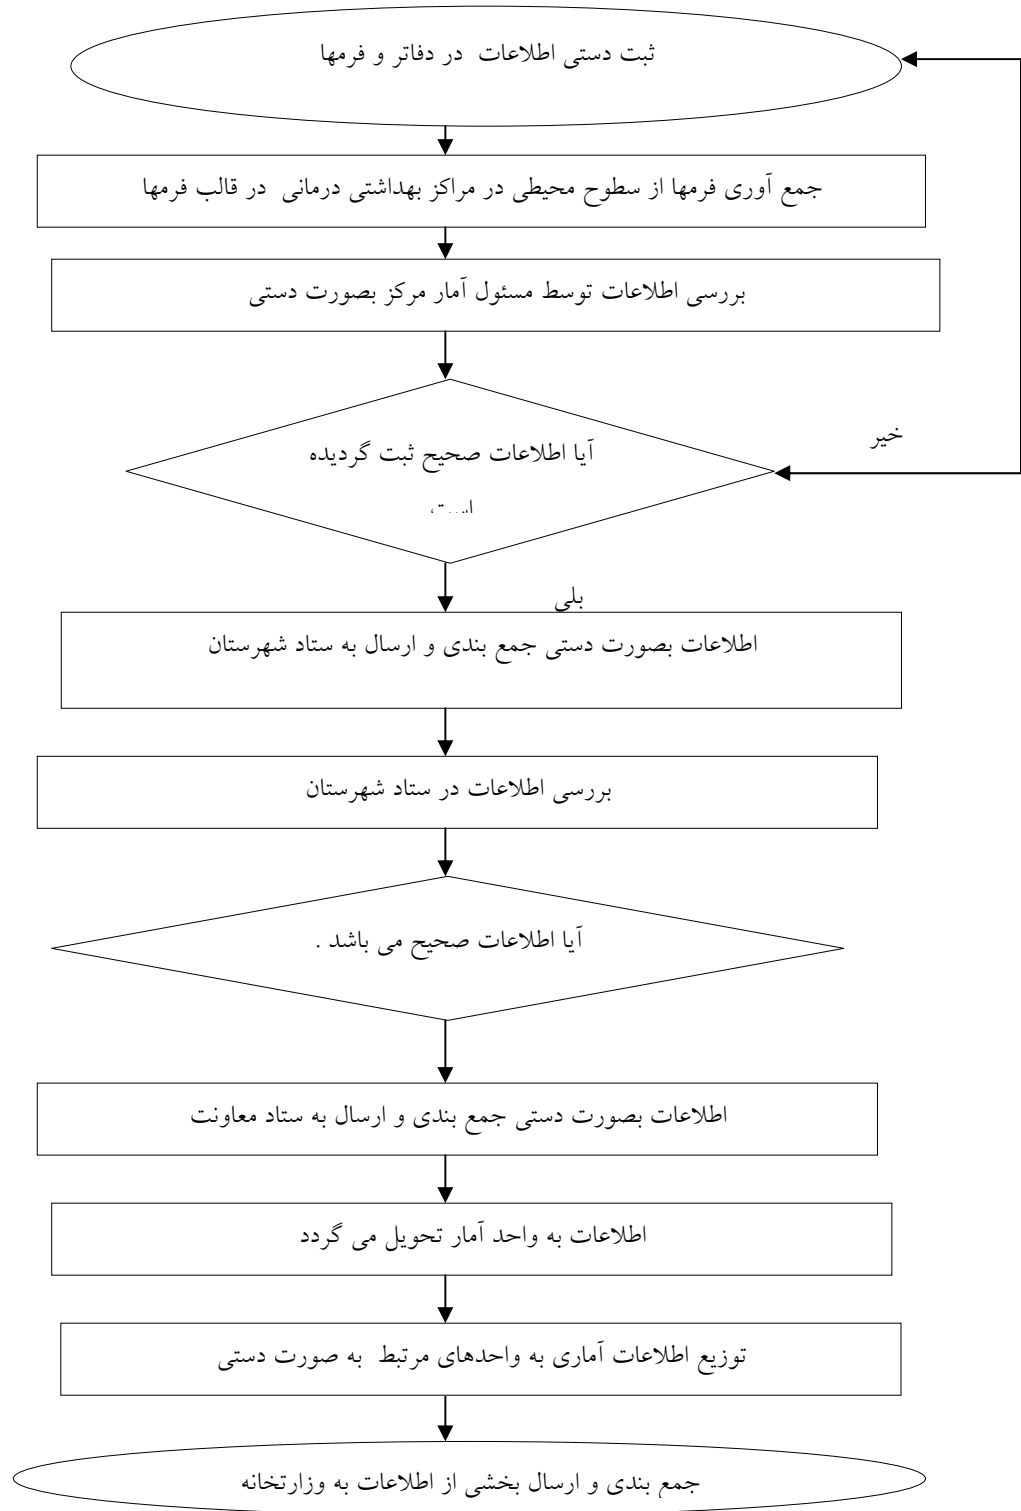 ثبت دستی اطلاعات در دفاتر و فرمها
جمع آوری فرمها از سطوح محیطی در مراکز بهداشتی درمانی در قالب فرمها
بررسی اطلاعات توسط مسئول آمار مرکز بصورت دستی
آیا اطلاعات صحیح ثبت گردیده
است
خیر
بلی
اطلاعات بصورت دستی جمع بندی و ارسال به ستاد شهرستان
بررسی اطلاعات در ستاد شهرستان
آیا اطلاعات صحیح می باشد .
اطلاعات بصورت دستی جمع بندی و ارسال به ستاد معاونت
اطلاعات به واحد آمار تحویل می گردد
توزیع اطلاعات آماری به واحدهای مرتبط به صورت دستی
جمع بندی و ارسال بخشی از اطلاعات به وزارتخانه